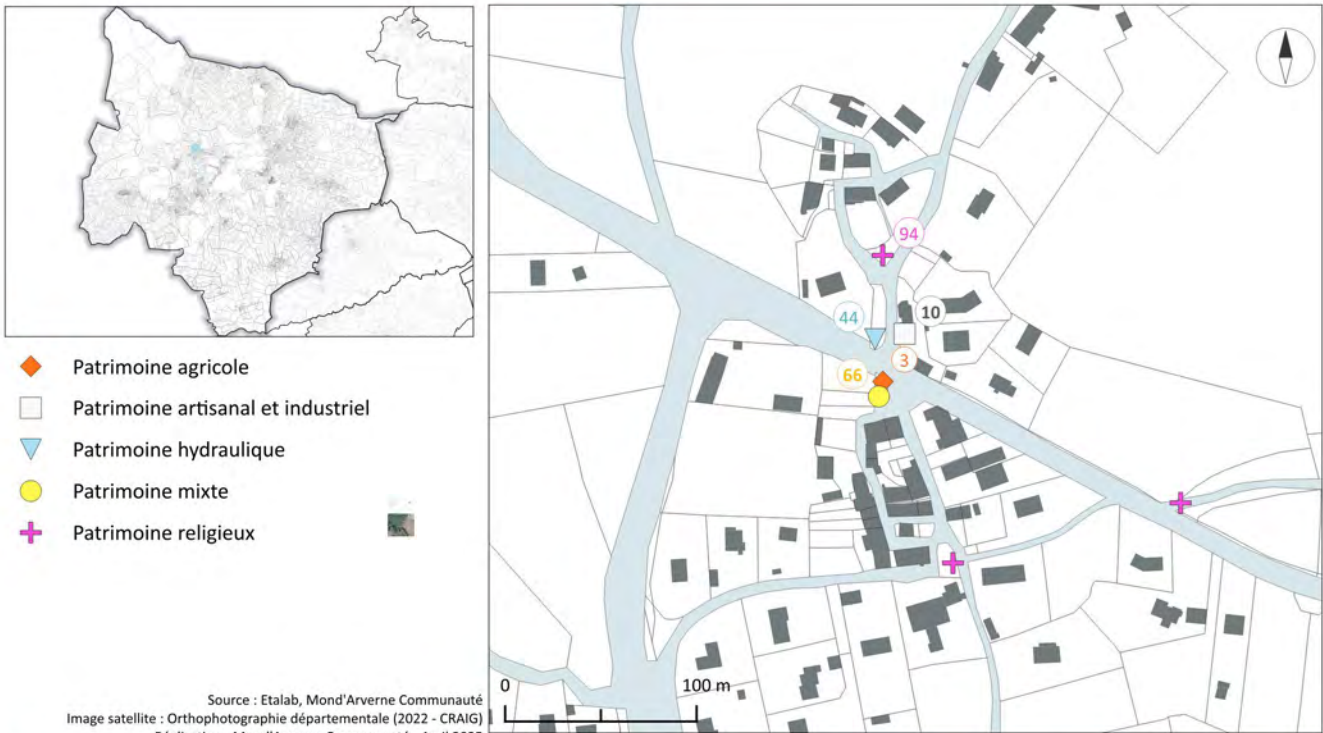 Patrimoine agricole
Patrimoine artisanal et industriel
Patrimoine hydraulique
Patrimoine mixte
Patrimoine religieux
Source : Etalab, Mond'Arverne Communauté
Image satellite : Orthophotographie départementale (2022 - CRAIG)
94
44
10
3
66
0
100 m